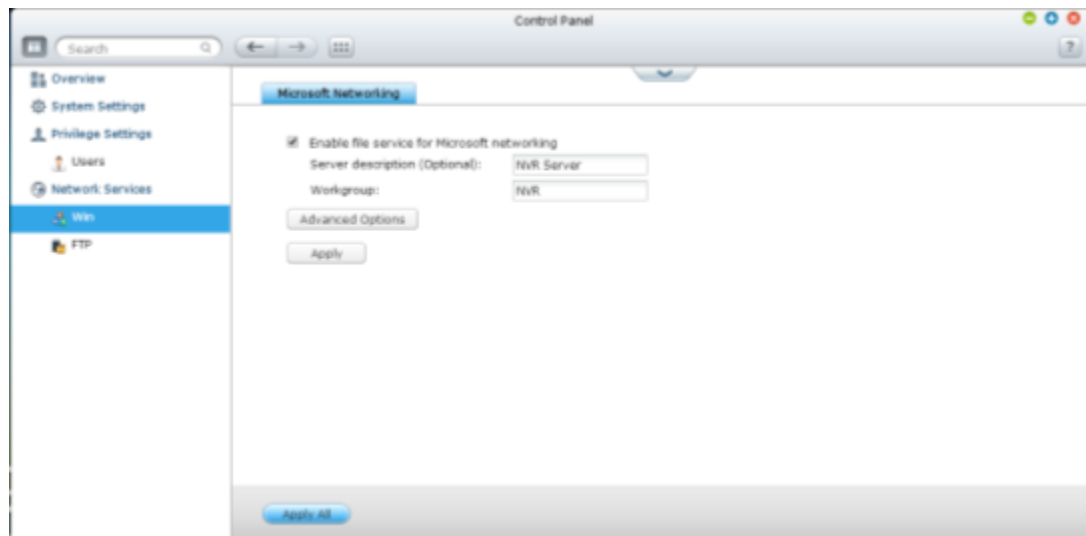 Control Panel
Search
?
Overview
System Settings
Privilege Settings
Users
Network Services
Win
FTP
Microsoft Networking
Enable file service for Microsoft networking
Server description (Optional): NVR Server
Workgroup: NVR
Advanced Options
Apply
Apply All